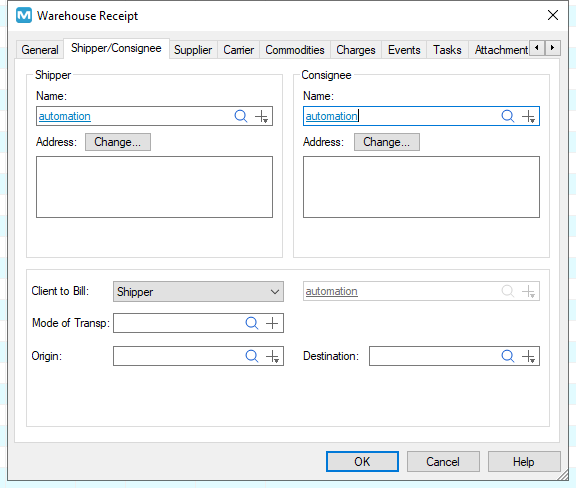 Warehouse Receipt
General Shipper/Consignee Supplier Carrier Commodities Charges Events Tasks Attachment
Shipper
Name:
automation
Address: Change...
Consignee
Name:
automation
Address: Change...
Client to Bill: Shipper automation
Mode of Transp:
Origin: Destination:
OK Cancel Help